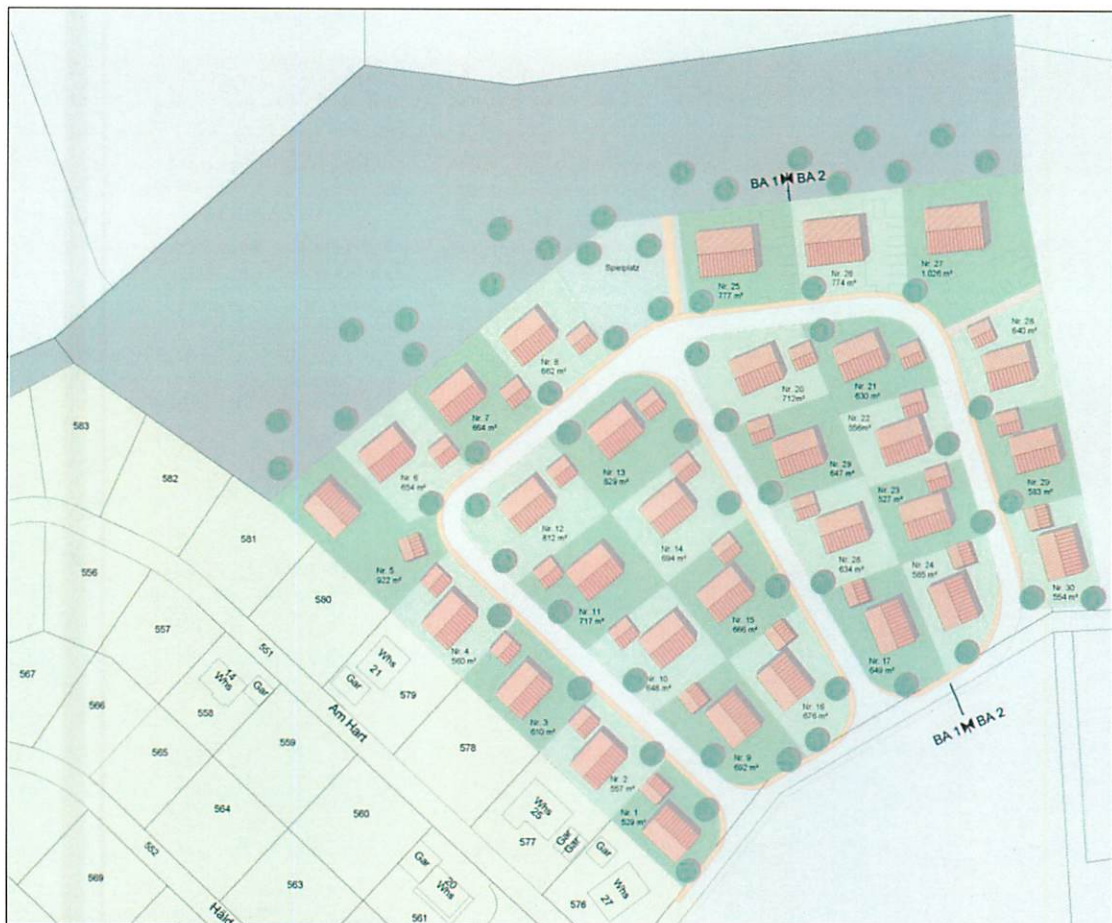 BA 1 BA 2
Nr. 27
1.026 m²
Nr. 26
774 m²
Nr. 25
777 m²
Spielplatz
Nr. 28
640 m²
Nr. 8
662 m²
Nr. 7
664 m²
Nr. 20
712m²
Nr. 21
630 m²
Nr. 22
556m²
Nr. 6
654 m²
Nr. 13
829 m²
Nr. 29
647 m²
Nr. 23
527 m²
Nr. 29
583 m²
Nr. 12
812 m²
Nr. 14
694 m²
Nr. 5
922 m²
634 m²
Nr. 24
565 m²
Nr. 30
554 m²
Nr. 11
717 m²
Nr. 15
666 m²
Nr. 4
560 m²
Nr. 17
649 m²
Nr. 10
648 m²
Nr. 16
676 m²
Nr. 3
610 m²
Nr. 9
692 m²
BA 1 BA 2
Nr. 2
557 m²
Nr. 1
529 m²
583
582
581
580
556
557
551
567
566
14
Whs
Gar
558
Whs
21
Gar
579
Am Hart
565
559
578
564
560
Whs
25
577
Gar
Gar
Gar
552
569
563
Gar
20
Whs
561
576
Whs
27